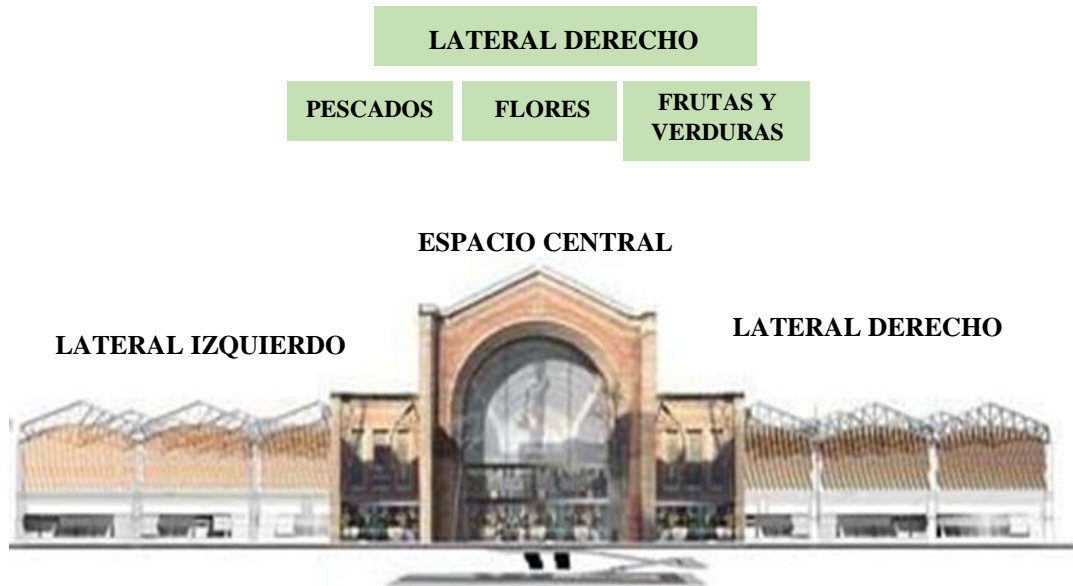 LATERAL DERECHO
PESCADOS
FLORES
FRUTAS Y
VERDURAS
ESPACIO CENTRAL
LATERAL IZQUIERDO
LATERAL DERECHO